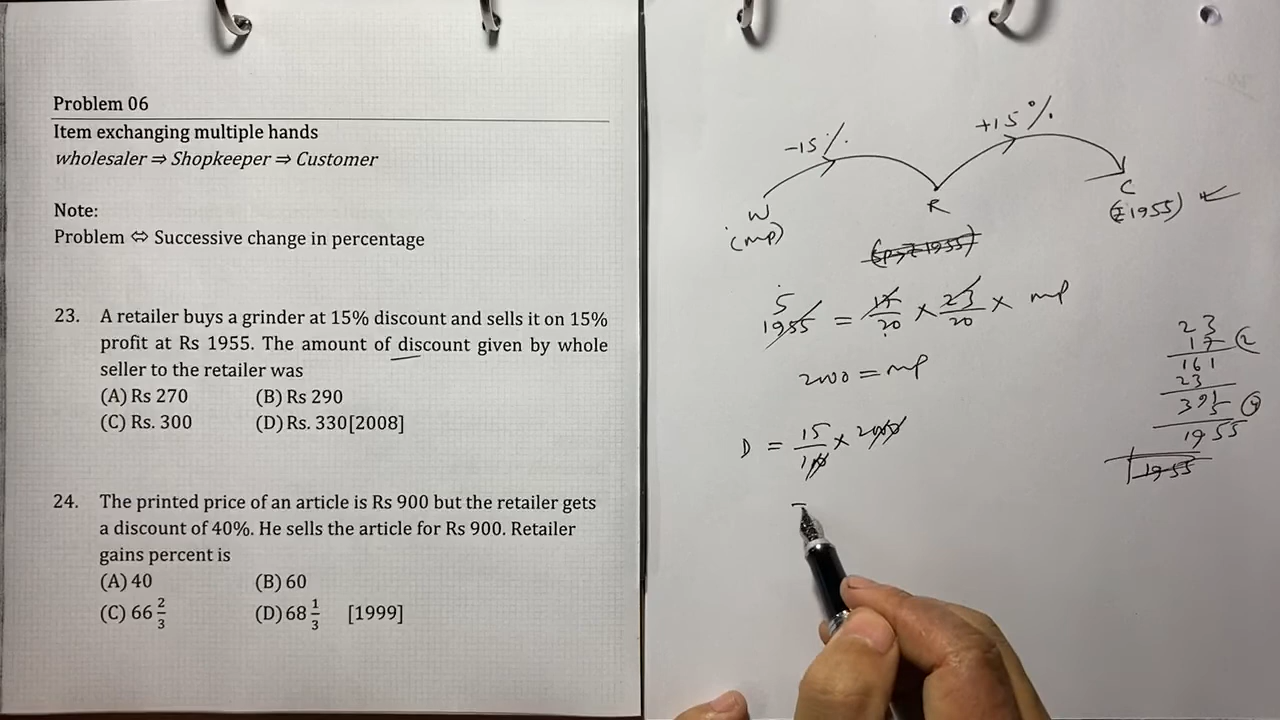 Problem 06
Item exchanging multiple hands
wholesaler ⇒ Shopkeeper ⇒ Customer
Note:
Problem ⇔ Successive change in percentage
23. A retailer buys a grinder at 15% discount and sells it on 15%
profit at Rs 1955. The amount of discount given by whole
seller to the retailer was
(A) Rs 270 (B) Rs 290
(C) Rs. 300 (D) Rs. 330[2008]
24. The printed price of an article is Rs 900 but the retailer gets
a discount of 40%. He sells the article for Rs 900. Retailer
gains percent is
(A) 40 (B) 60
(C) 66 2/3 (D) 68 1/3 [1999]
-15% +15%
W R C
(mp) (₹1955)
5
1955 = 17/20 × 23/20 × mp
2000 = mp
D = 15/100 × 2000
23
17 2
161
23
391
5
1955
1955